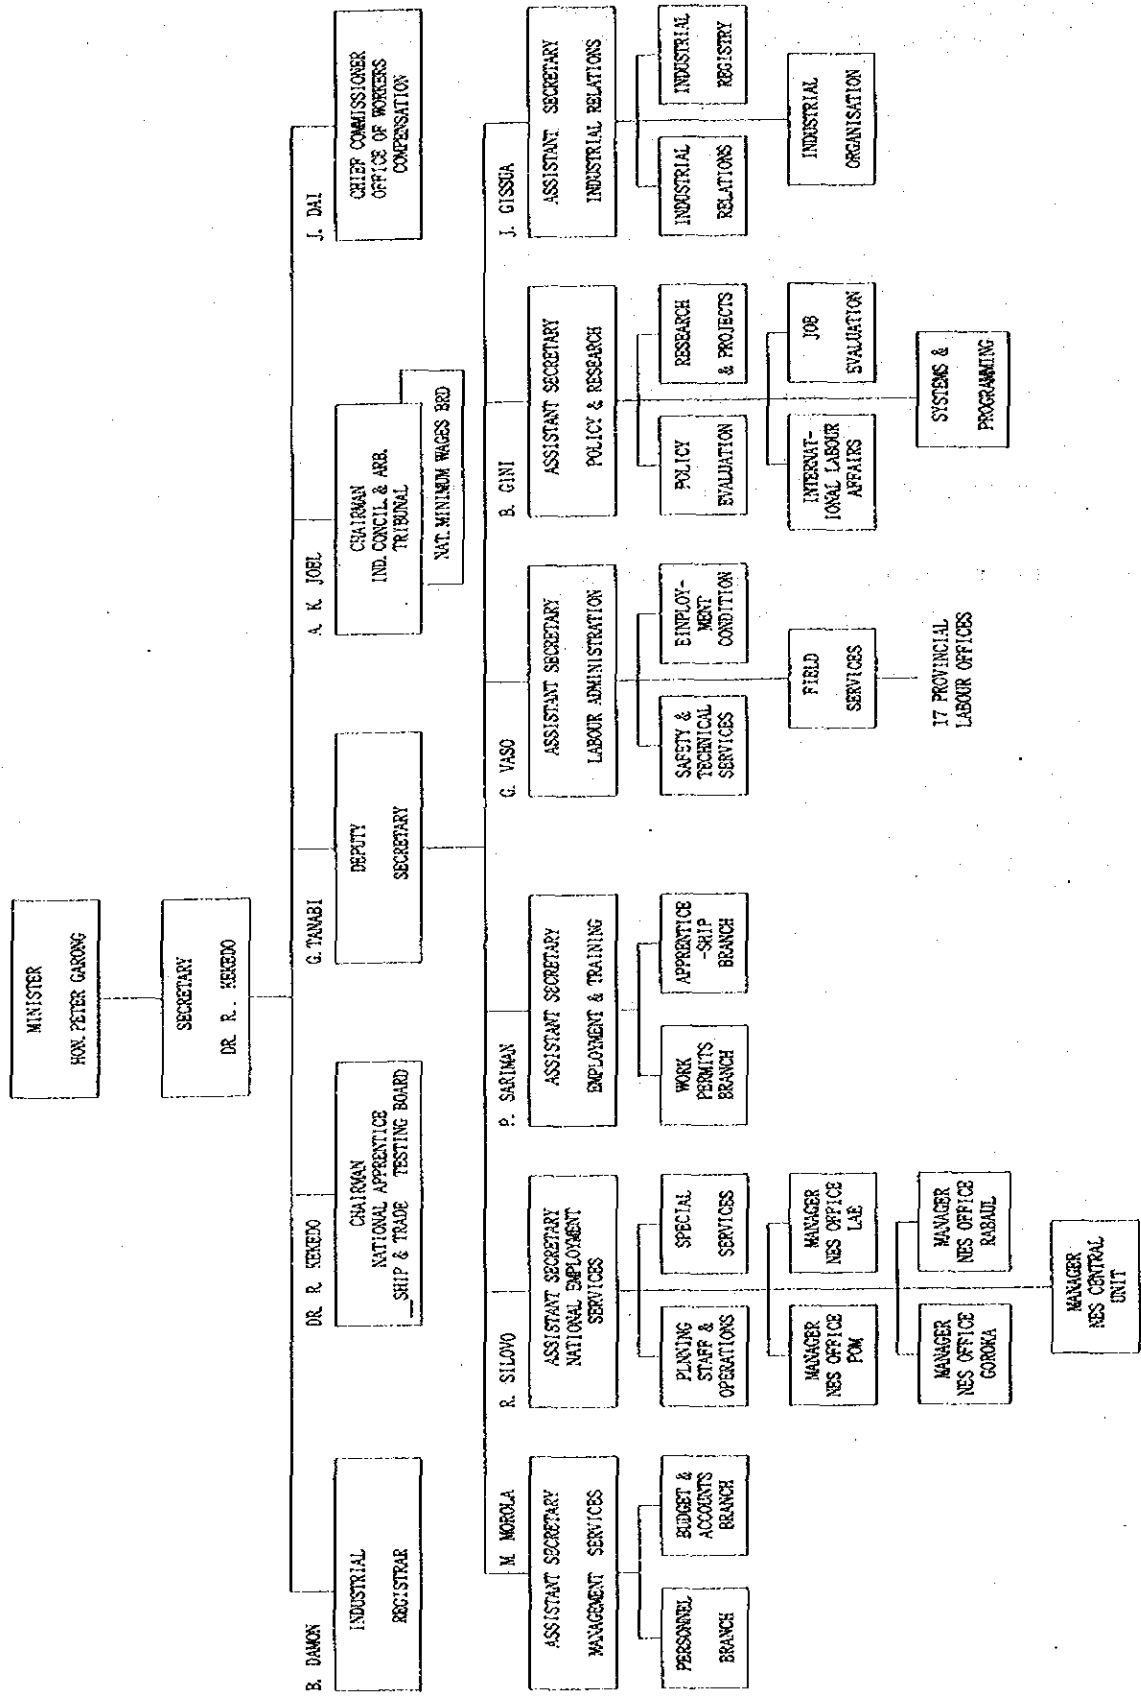 MINISTER
HON. PETER GARONG
SECRETARY
DR. R.. KEKEDO
B. DAMON
INDUSTRIAL
REGISTRAR
DR. R. KEKEDO
CHAIRMAN
NATIONAL APPRENTICE
SHIP & TRADE TESTING BOARD
G. TANABI
DEPUTY
SECRETARY
A. K. JOEL
CHAIRMAN
IND. CONCIL. & ARB.
TRIBUNAL
NAT. MINIMUM WAGES BRD
J. DAI
CHIEF COMMISSIONER
OFFICE OF WORKERS
COMPENSATION
M MOROLA
ASSISTANT SECRETARY
MANAGEMENT SERVICES
PERSONNEL
BRANCH
BUDGET &
ACCOUNTS
BRANCH
R. SILOVO
ASSISTANT SECRETARY
NATIONAL EMPLOYMENT
SERVICES
PLNNING
STAFF &
OPERATIONS
SPECIAL
SERVICES
MANAGER
NES OFFICE
POM
MANAGER
NES OFFICE
LAE
MANAGER
NES OFFICE
GOROKA
MANAGER
NES OFFICE
RABAUL
MANAGER
NES CENTRAL
UNIT
P. SARIMAN
ASSISTANT SECRETARY
EMPLOYMENT & TRAINING
WORK
PERMITS
BRANCH
APPRENTICE
-SHIP
BRANCH
G. VASO
ASSISTANT SECRETARY
LABOUR ADMINISTRATION
SAFETY &
TECHNICAL
SERVICES
EINPLOY-
MENT
CONDITION
FIELD
SERVICES
17 PROVINCIAL
LABOUR OFFICES
B. GINI
ASSISTANT SECRETARY
POLICY & RESEARCH
POLICY
EVALUATION
RESEARCH
& PROJECTS
INTERNAT-
IONAL LABOUR
AFFAIRS
JOB
EVALUATION
SYSTEMS &
PROGRAMMING
J. GISSUA
ASSISTANT SECRETARY
INDUSTRIAL RELATIONS
INDUSTRIAL
RELATIONS
INDUSTRIAL
REGISTRY
INDUSTRIAL
ORGANISATION